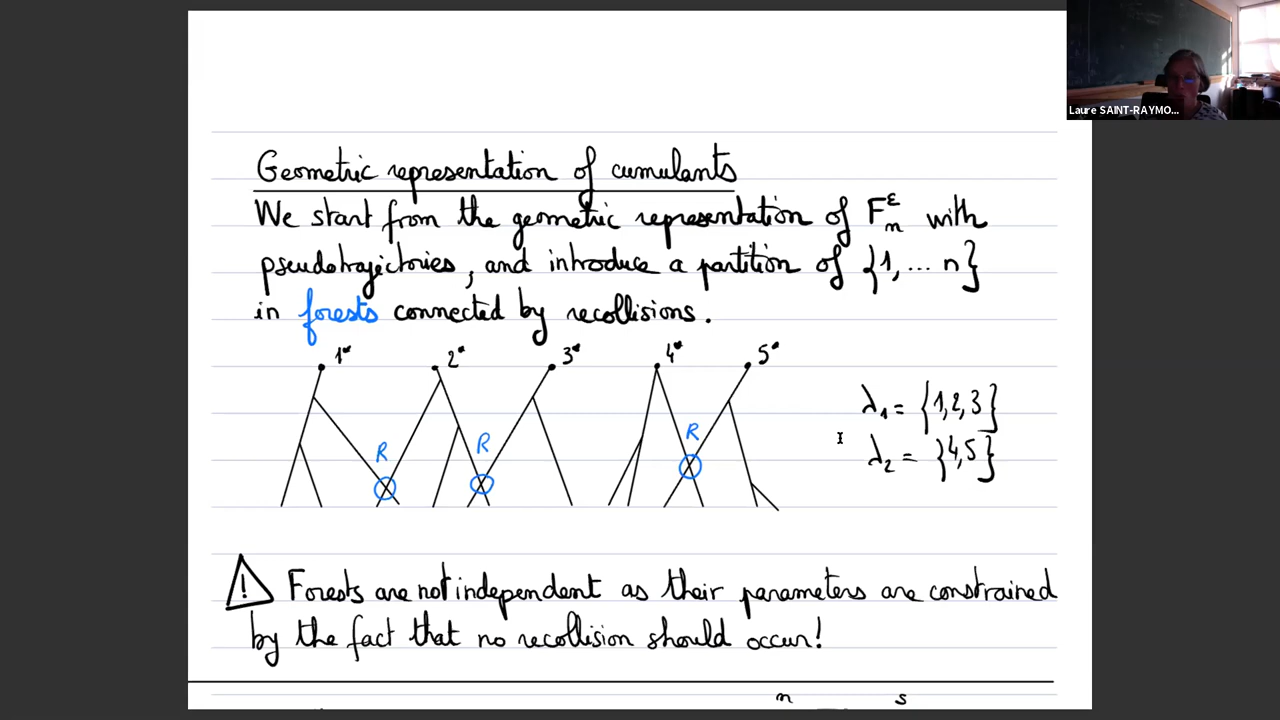 Laure SAINT-RAYMO...
Geometric representation of cumulants
We start from the geometric representation of F_n^ε with
pseudotrajectories, and introduce a partition of {1, ... n}
in forests connected by recollisions.
1* 2* 3* 4* 5*
λ₁ = {1,2,3}
R R R
λ₂ = {4,5}
! Forests are not independent as their parameters are constrained
by the fact that no recollision should occur!
n s